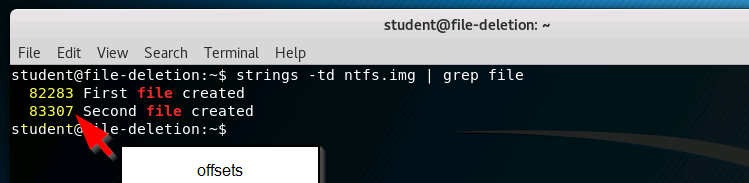 student@file-deletion: ~
File Edit View Search Terminal Help
student@file-deletion:~$ strings -td ntfs.img | grep file
82283 First file created
83307 Second file created
student@file-deletion:~$
offsets